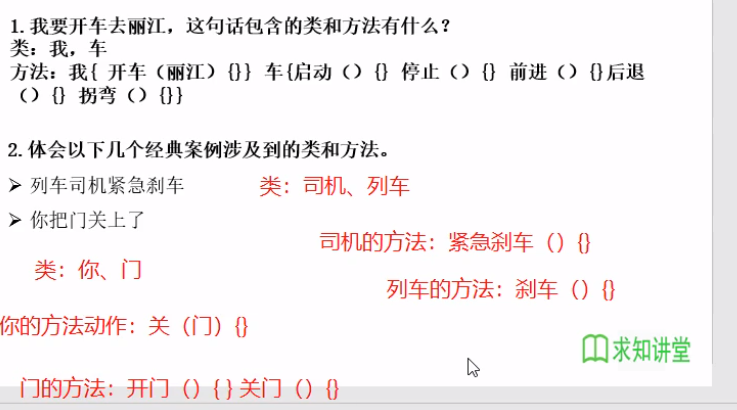 1.我要开车去丽江，这句话包含的类和方法有什么？
类：我，车
方法：我{ 开车（丽江）{}} 车{启动（）{} 停止（）{} 前进（）{}后退
（）{} 拐弯（）{}}
2.体会以下几个经典案例涉及到的类和方法。
➢ 列车司机紧急刹车 类：司机、列车
➢ 你把门关上了
司机的方法：紧急刹车（）{}
类：你、门
列车的方法：刹车（）{}
你的方法动作：关（门）{}
求知讲堂
门的方法：开门（）{ } 关门（）{}